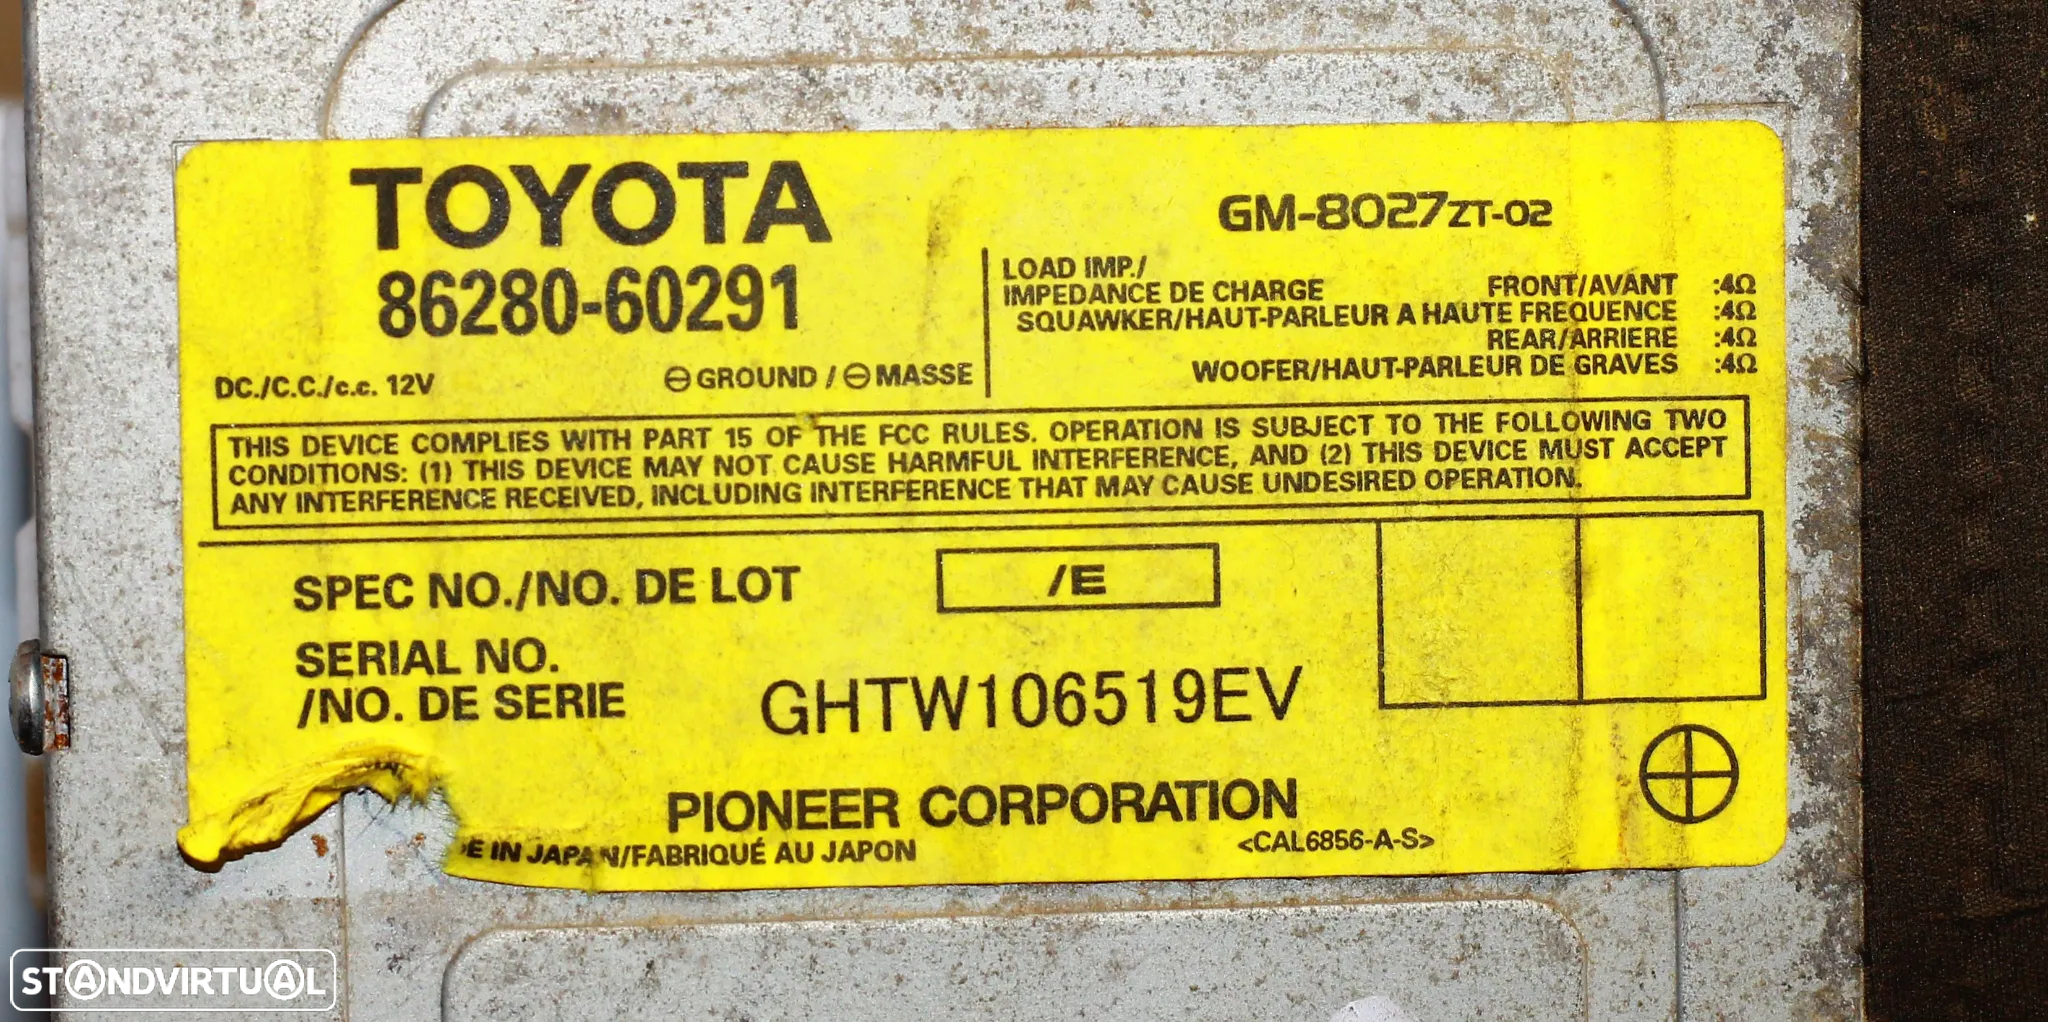 TOYOTA
86280-60291
DC./C.C./c.c. 12V
⊖ GROUND / ⊖ MASSE
GM-8027ZT-02
LOAD IMP./
IMPEDANCE DE CHARGE FRONT/AVANT :4Ω
SQUAWKER/HAUT-PARLEUR A HAUTE FREQUENCE :4Ω
REAR/ARRIERE :4Ω
WOOFER/HAUT-PARLEUR DE GRAVES :4Ω
THIS DEVICE COMPLIES WITH PART 15 OF THE FCC RULES. OPERATION IS SUBJECT TO THE FOLLOWING TWO
CONDITIONS: (1) THIS DEVICE MAY NOT CAUSE HARMFUL INTERFERENCE, AND (2) THIS DEVICE MUST ACCEPT
ANY INTERFERENCE RECEIVED, INCLUDING INTERFERENCE THAT MAY CAUSE UNDESIRED OPERATION.
SPEC NO./NO. DE LOT /E
SERIAL NO.
/NO. DE SERIE GHTW106519EV
PIONEER CORPORATION
IN JAPAN/FABRIQUÉ AU JAPON <CAL6856-A-S>
STANDVIRTUAL